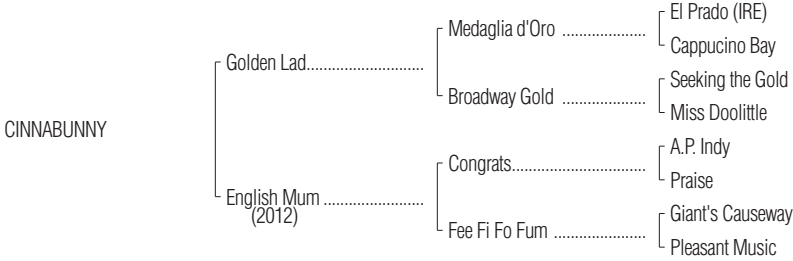 El Prado (IRE)
Medaglia d'Oro .....................
Cappucino Bay
Golden Lad...........................
Seeking the Gold
Broadway Gold .....................
Miss Doolittle
CINNABUNNY
A.P. Indy
Congrats..................................
Praise
English Mum .......................
(2012)
Giant's Causeway
Fee Fi Fo Fum .......................
Pleasant Music